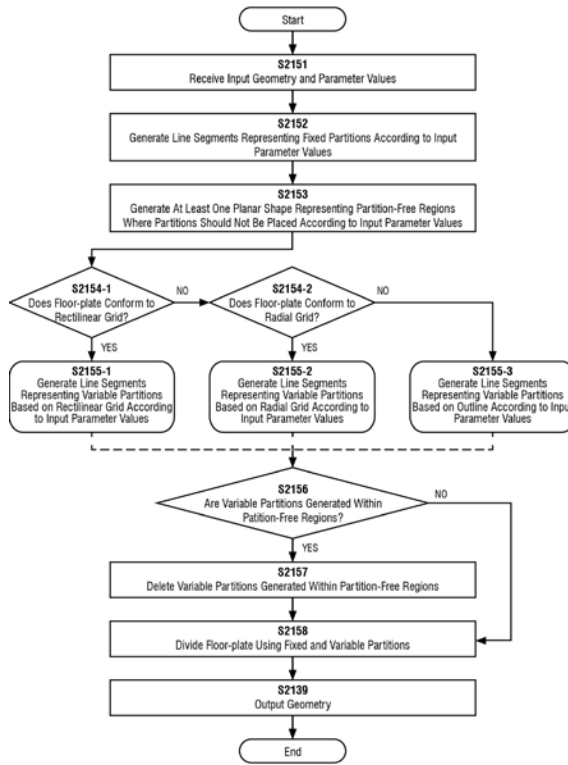 Start
S2151
Receive Input Geometry and Parameter Values
S2152
Generate Line Segments Representing Fixed Partitions According to Input
Parameter Values
S2153
Generate At Least One Planar Shape Representing Partition-Free Regions
Where Partitions Should Not Be Placed According to Input Parameter Values
S2154-1
Does Floor-plate Conform to
Rectilinear Grid?
NO
S2154-2
Does Floor-plate Conform to
Radial Grid?
NO
YES
YES
S2155-1
Generate Line Segments
Representing Variable Partitions
Based on Rectilinear Grid According
to Input Parameter Values
S2155-2
Generate Line Segments
Representing Variable Partitions
Based on Radial Grid According to
Input Parameter Values
S2155-3
Generate Line Segments
Representing Variable Partitions
Based on Outline According to Input
Parameter Values
S2156
Are Variable Partitions Generated Within
Patition-Free Regions?
NO
YES
S2157
Delete Variable Partitions Generated Within Partition-Free Regions
S2158
Divide Floor-plate Using Fixed and Variable Partitions
S2139
Output Geometry
End